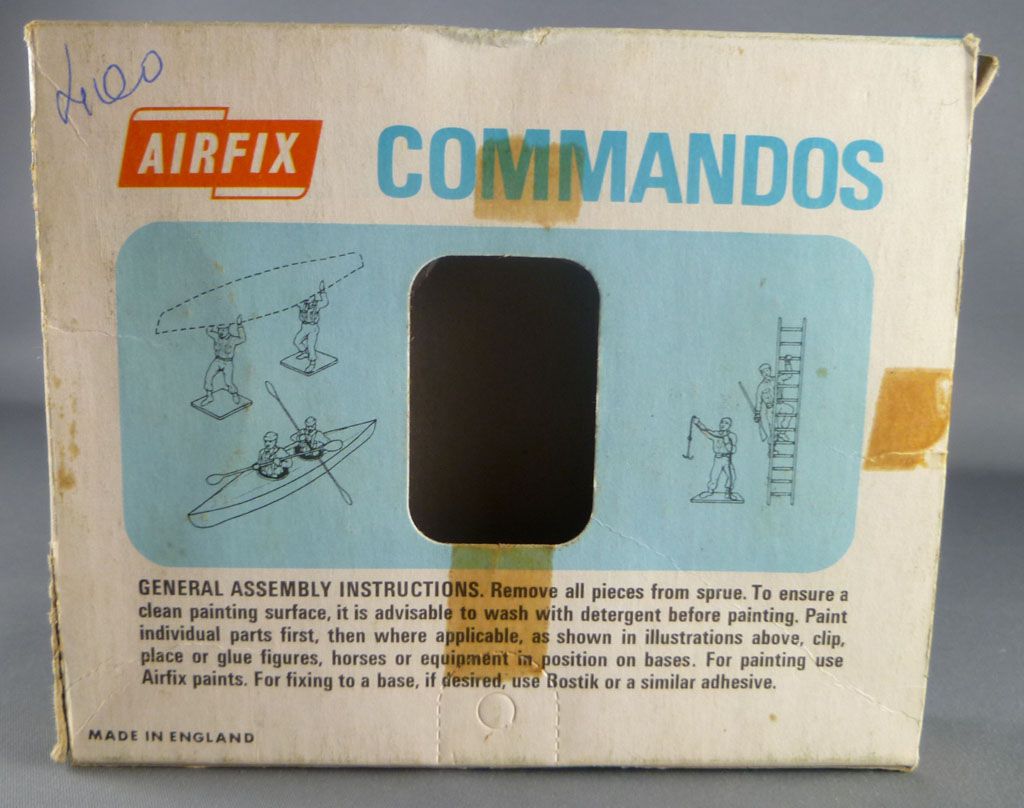 AIRFIX
COMMANDOS
GENERAL ASSEMBLY INSTRUCTIONS. Remove all pieces from sprue. To ensure a
clean painting surface, it is advisable to wash with detergent before painting. Paint
individual parts first, then where applicable, as shown in illustrations above, clip,
place or glue figures, horses or equipment in position on bases. For painting use
Airfix paints. For fixing to a base, if desired, use Bostik or a similar adhesive.
MADE IN ENGLAND